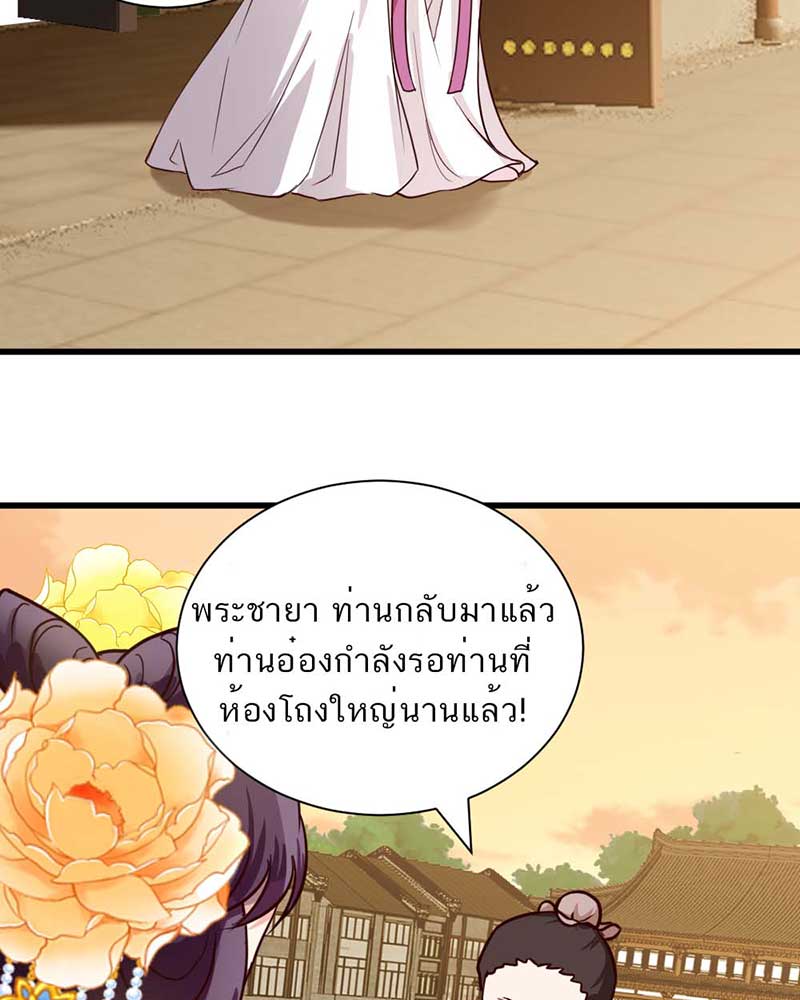 พระชายา ท่านกลับมาแล้ว
ท่านอ๋องกำลังรอท่านที่
ห้องโถงใหญ่นานแล้ว!